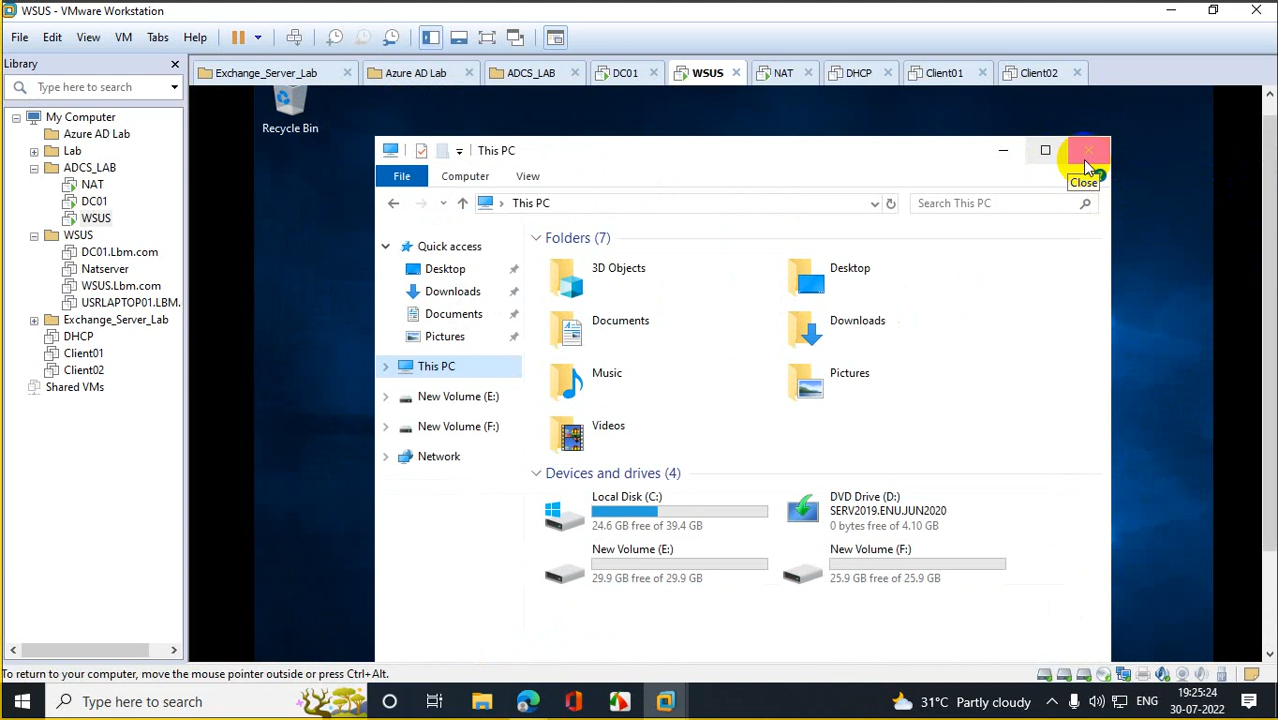 WSUS - VMware Workstation
File Edit View VM Tabs Help
Library
Type here to search
My Computer
Azure AD Lab
Lab
ADCS_LAB
NAT
DC01
WSUS
WSUS
DC01.Lbm.com
Natserver
WSUS.Lbm.com
USRLAPTOP01.LBM.
Exchange_Server_Lab
DHCP
Client01
Client02
Shared VMs
Exchange_Server_Lab Azure AD Lab ADCS_LAB DC01 WSUS NAT DHCP Client01 Client02
Recycle Bin
This PC
Close
File Computer View
This PC
Search This PC
Quick access
Desktop
Downloads
Documents
Pictures
This PC
New Volume (E:)
New Volume (F:)
Network
Folders (7)
3D Objects
Desktop
Documents
Downloads
Music
Pictures
Videos
Devices and drives (4)
Local Disk (C:)
24.6 GB free of 39.4 GB
DVD Drive (D:)
SERV2019.ENU.JUN2020
0 bytes free of 4.10 GB
New Volume (E:)
29.9 GB free of 29.9 GB
New Volume (F:)
25.9 GB free of 25.9 GB
To return to your computer, move the mouse pointer outside or press Ctrl+Alt.
Type here to search
31°C Partly cloudy
ENG
19:25:24
30-07-2022